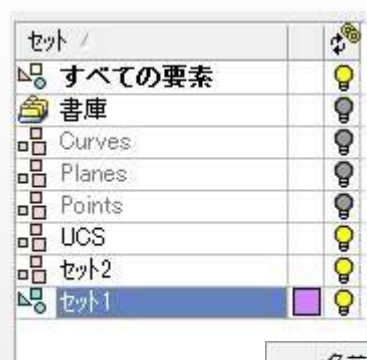 セット /
すべての要素
書庫
Curves
Planes
Points
UCS
セット2
セット1